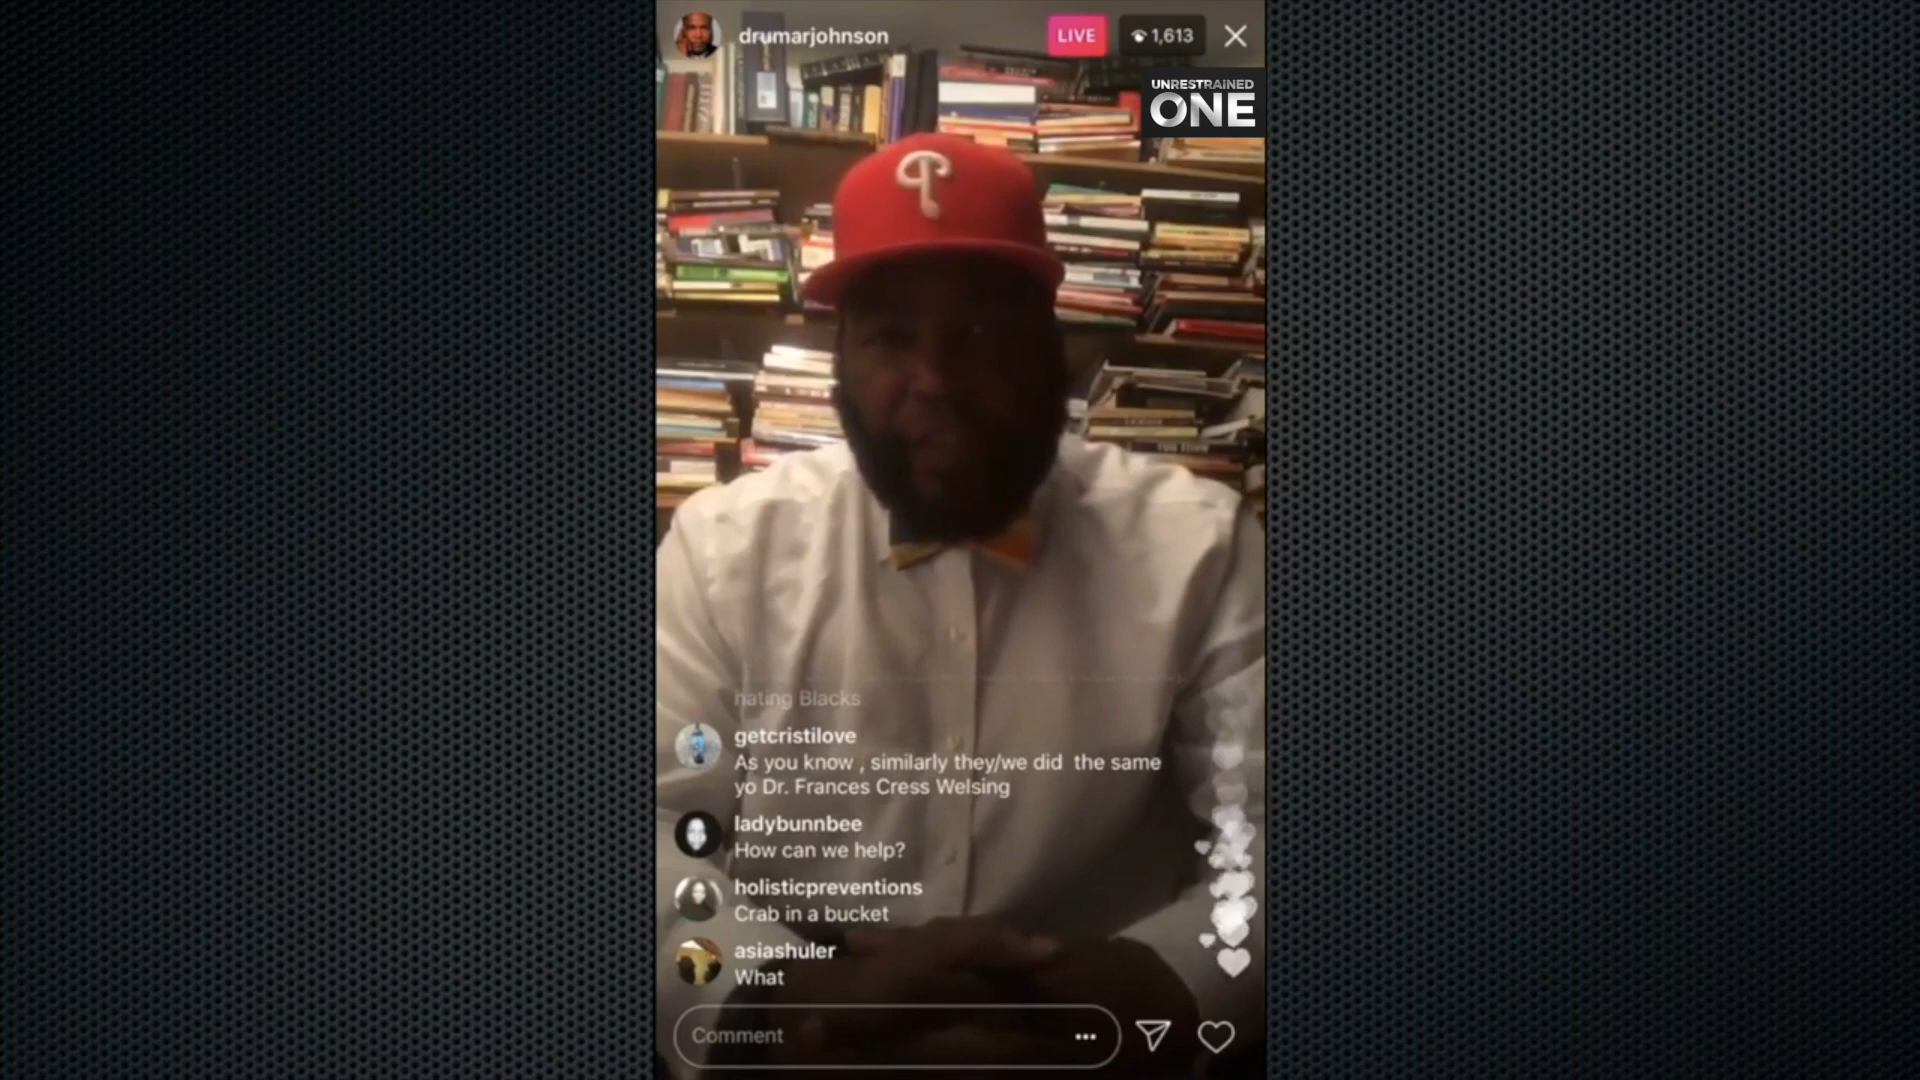 drumarjohnson
LIVE
1,613
UNRESTRAINED
ONE
P
hating Blacks
getcristilove
As you know , similarly they/we did the same
yo Dr. Frances Cress Welsing
ladybunnbee
How can we help?
holisticpreventions
Crab in a bucket
asiashuler
What
Comment